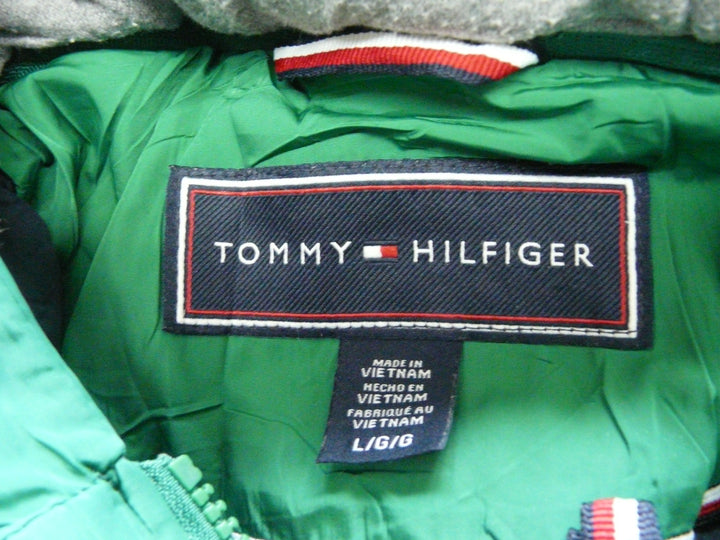 TOMMY HILFIGER
MADE IN
VIETNAM
HECHO EN
VIETNAM
FABRIQUÉ AU
VIETNAM
L/G/G